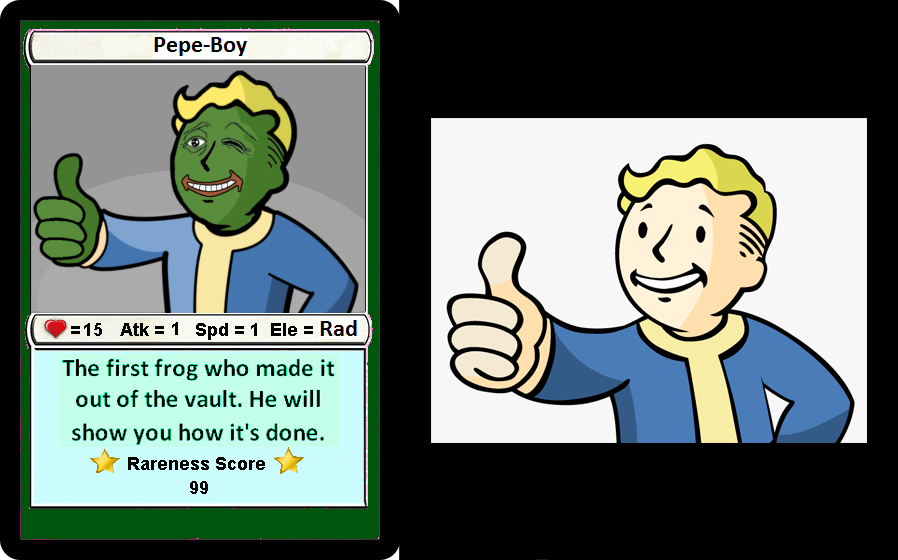 Pepe-Boy
=15 Atk = 1 Spd = 1 Ele = Rad
The first frog who made it
out of the vault. He will
show you how it's done.
Rareness Score
99